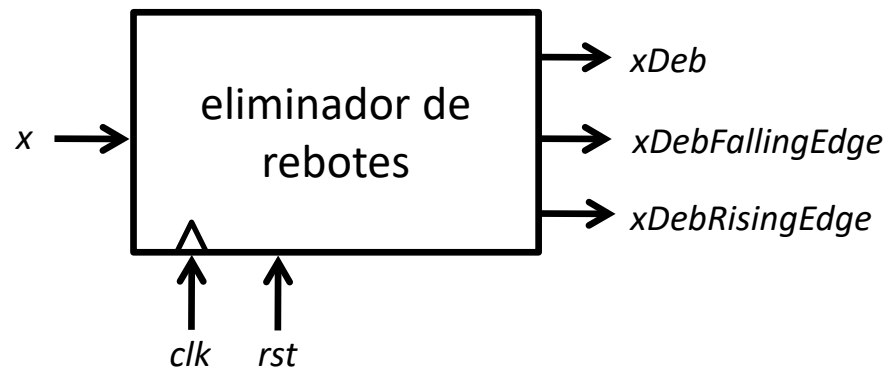 eliminador de
rebotes
x
xDeb
xDebFallingEdge
xDebRisingEdge
clk
rst